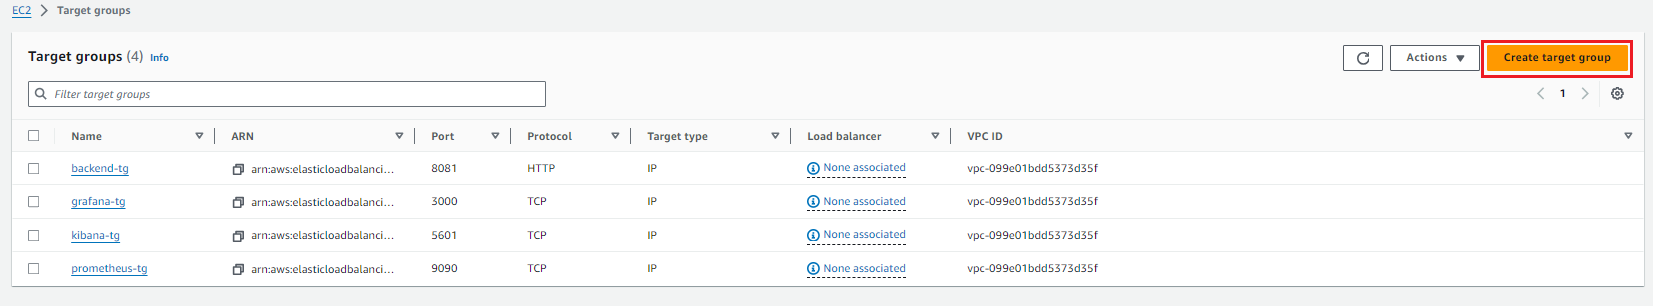 EC2 > Target groups
Target groups (4) Info
Actions Create target group
Filter target groups
1
Name ARN Port Protocol Target type Load balancer VPC ID
backend-tg arn:aws:elasticloadbalanci... 8081 HTTP IP None associated vpc-099e01bdd5373d35f
grafana-tg arn:aws:elasticloadbalanci... 3000 TCP IP None associated vpc-099e01bdd5373d35f
kibana-tg arn:aws:elasticloadbalanci... 5601 TCP IP None associated vpc-099e01bdd5373d35f
prometheus-tg arn:aws:elasticloadbalanci... 9090 TCP IP None associated vpc-099e01bdd5373d35f